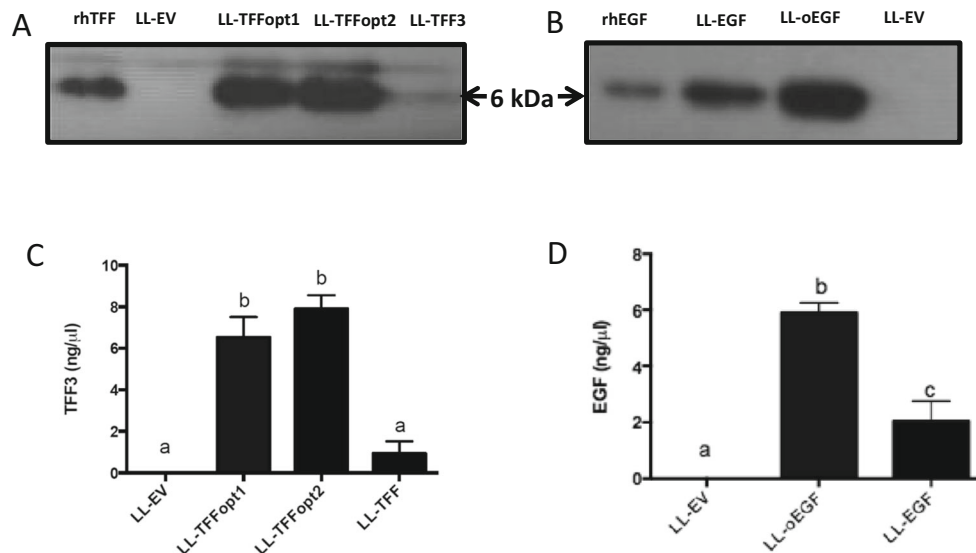 A
rhTFF LL-EV LL-TFFopt1 LL-TFFopt2 LL-TFF3
B
rhEGF LL-EGF LL-oEGF LL-EV
6 kDa
C
TFF3 (ng/µl)
10
8
6
4
2
0
a
b
b
a
LL-EV
LL-TFFopt1
LL-TFFopt2
LL-TFF
D
EGF (ng/µl)
8
6
4
2
0
a
b
c
LL-EV
LL-oEGF
LL-EGF